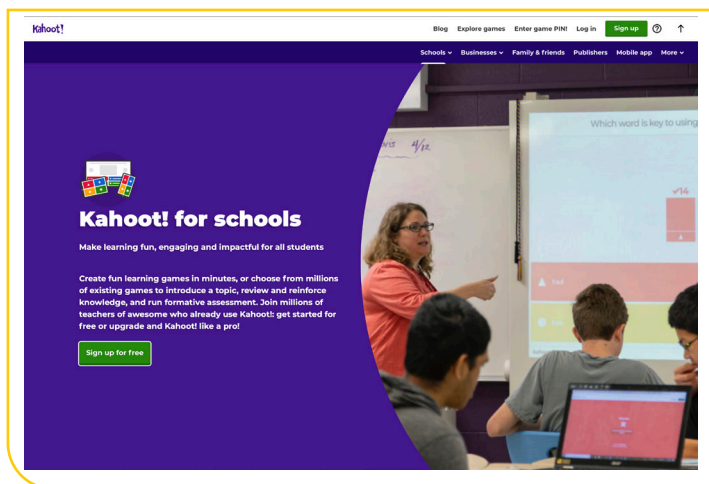 Kahoot!
Blog Explore games Enter game PIN! Log in Sign up
Schools Businesses Family & friends Publishers Mobile app More
Which word is key to using
4/12
14
Kahoot! for schools
Make learning fun, engaging and impactful for all students
Create fun learning games in minutes, or choose from millions
of existing games to introduce a topic, review and reinforce
knowledge, and run formative assessment. Join millions of
teachers of awesome who already use Kahoot!: get started for
free or upgrade and Kahoot! like a pro!
Sign up for free